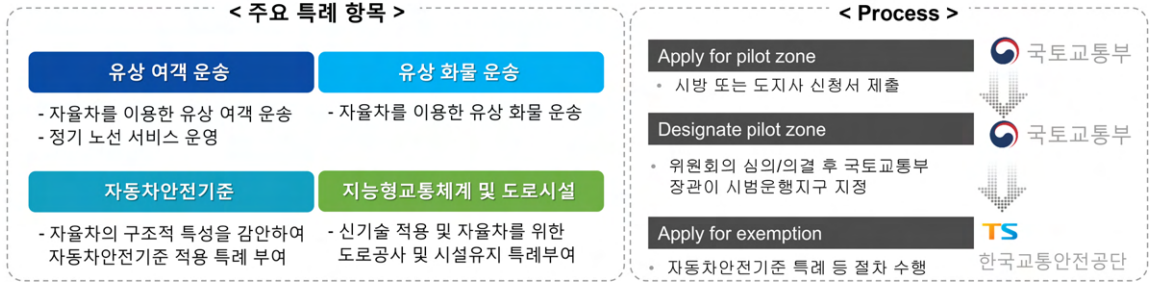 < 주요 특례 항목 >
유상 여객 운송
- 자율차를 이용한 유상 여객 운송
- 정기 노선 서비스 운영
유상 화물 운송
- 자율차를 이용한 유상 화물 운송
자동차안전기준
- 자율차의 구조적 특성을 감안하여
자동차안전기준 적용 특례 부여
지능형교통체계 및 도로시설
- 신기술 적용 및 자율차를 위한
도로공사 및 시설유지 특례부여
< Process >
Apply for pilot zone
국토교통부
• 시방 또는 도지사 신청서 제출
Designate pilot zone
국토교통부
• 위원회의 심의/의결 후 국토교통부
장관이 시범운행지구 지정
Apply for exemption
TS
한국교통안전공단
• 자동차안전기준 특례 등 절차 수행